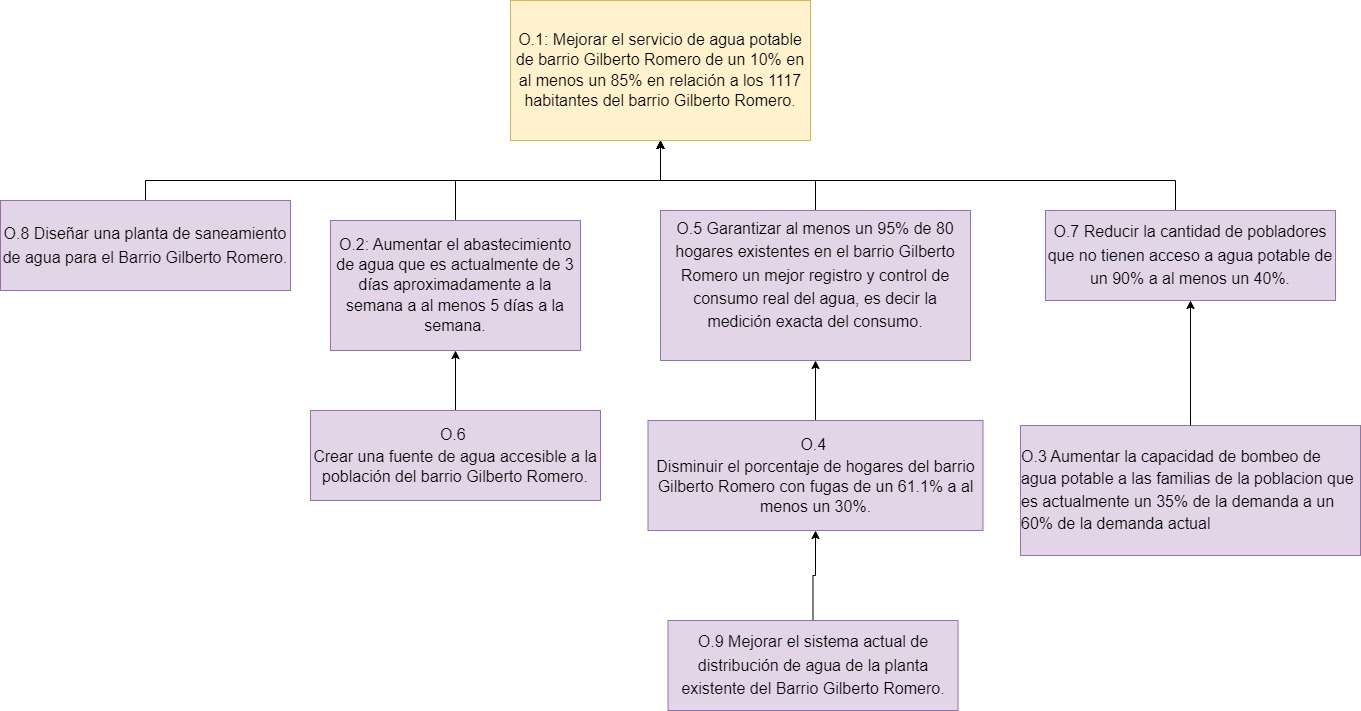 O.1: Mejorar el servicio de agua potable
de barrio Gilberto Romero de un 10% en
al menos un 85% en relación a los 1117
habitantes del barrio Gilberto Romero.
O.8 Diseñar una planta de saneamiento
de agua para el Barrio Gilberto Romero.
O.2: Aumentar el abastecimiento
de agua que es actualmente de 3
días aproximadamente a la
semana a al menos 5 días a la
semana.
O.5 Garantizar al menos un 95% de 80
hogares existentes en el barrio Gilberto
Romero un mejor registro y control de
consumo real del agua, es decir la
medición exacta del consumo.
O.7 Reducir la cantidad de pobladores
que no tienen acceso a agua potable de
un 90% a al menos un 40%.
O.6
Crear una fuente de agua accesible a la
población del barrio Gilberto Romero.
O.4
Disminuir el porcentaje de hogares del barrio
Gilberto Romero con fugas de un 61.1% a al
menos un 30%.
O.3 Aumentar la capacidad de bombeo de
agua potable a las familias de la poblacion que
es actualmente un 35% de la demanda a un
60% de la demanda actual
O.9 Mejorar el sistema actual de
distribución de agua de la planta
existente del Barrio Gilberto Romero.